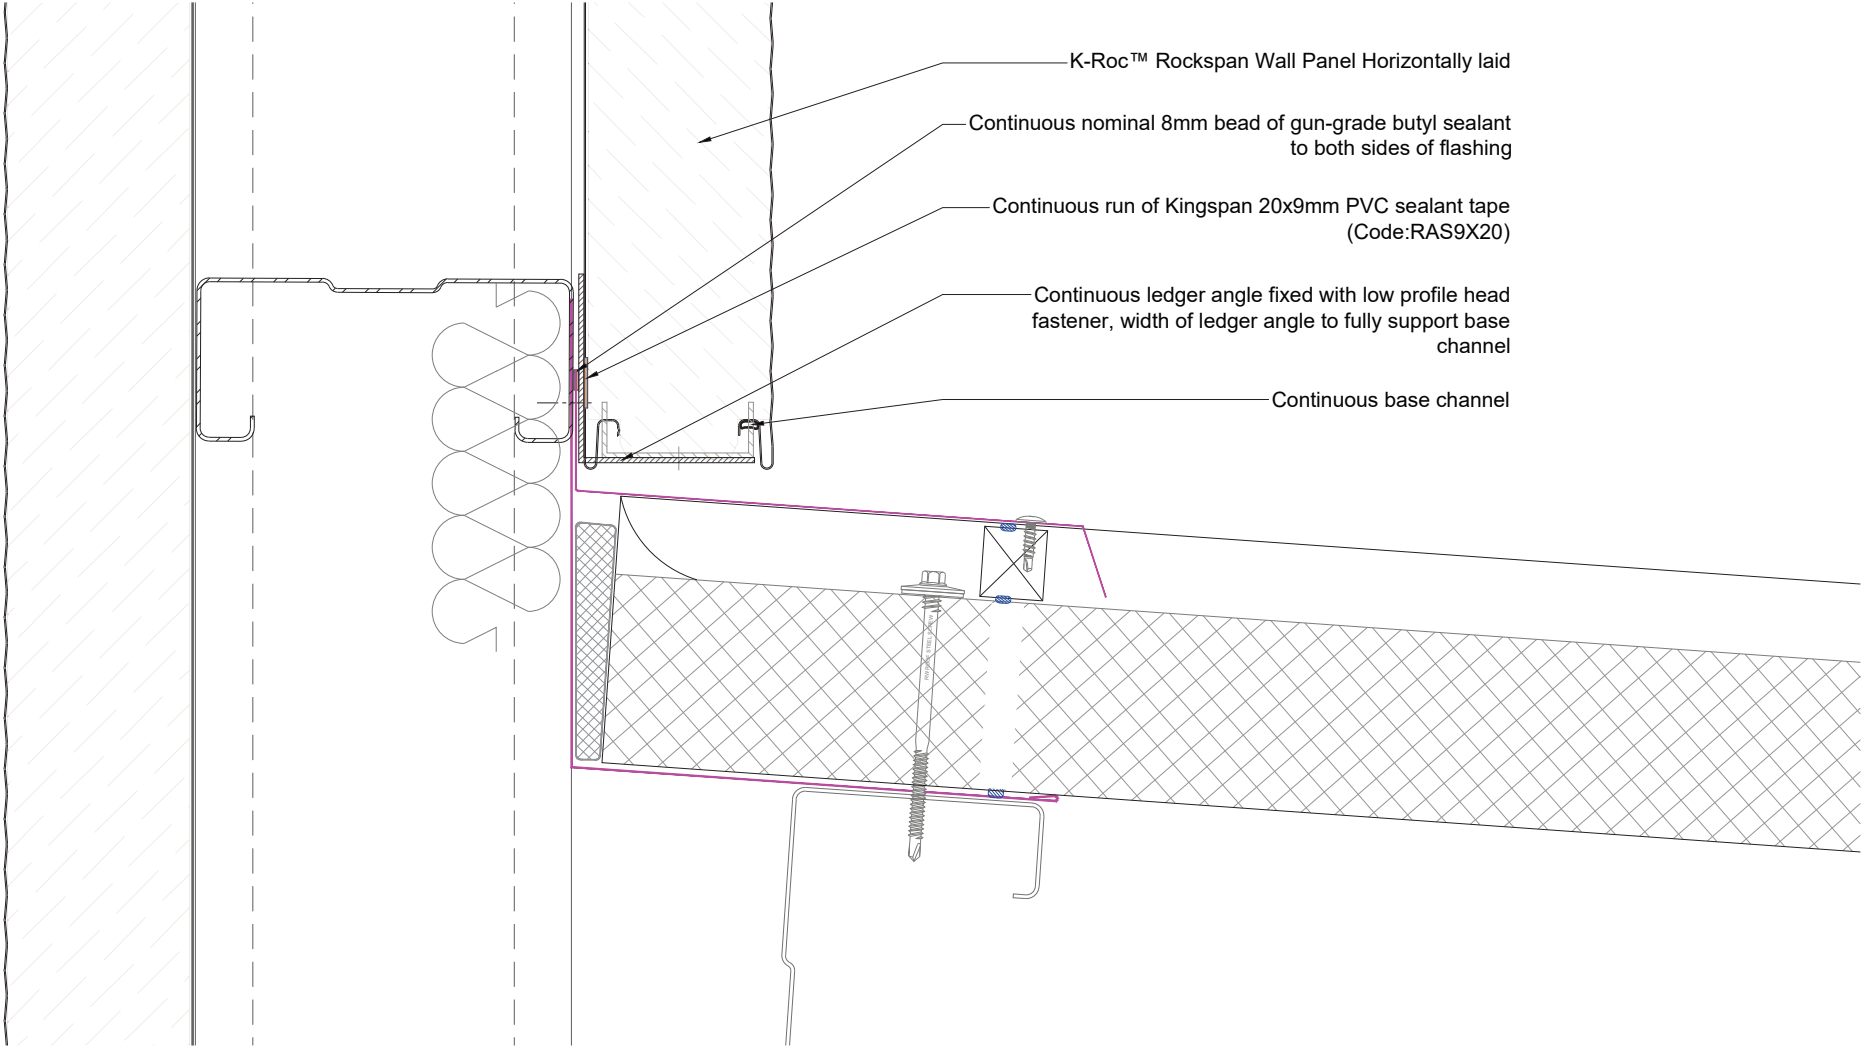 K-Roc™ Rockspan Wall Panel Horizontally laid
Continuous nominal 8mm bead of gun-grade butyl sealant
to both sides of flashing
Continuous run of Kingspan 20x9mm PVC sealant tape
(Code:RAS9X20)
Continuous ledger angle fixed with low profile head
fastener, width of ledger angle to fully support base
channel
Continuous base channel